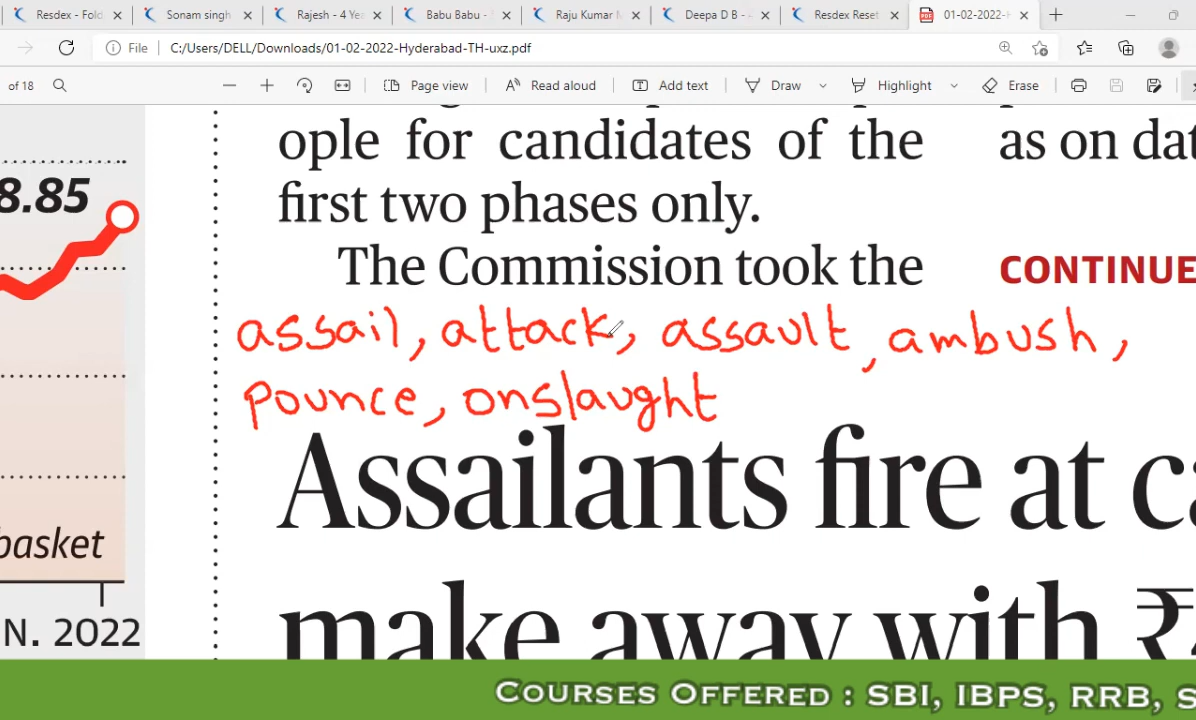 Resdex - Fold
Sonam singh
Rajesh - 4 Yea
Babu Babu -
Raju Kumar
Deepa D B -
Resdex Reset
01-02-2022-H
File C:/Users/DELL/Downloads/01-02-2022-Hyderabad-TH-uxz.pdf
of 18 Page view Read aloud Add text Draw Highlight Erase
ople for candidates of the
first two phases only.
The Commission took the
as on dat
CONTINUE
8.85
assail, attack, assault, ambush,
pounce, onslaught
Assailants fire at ca
make away with ₹
basket
N. 2022
COURSES OFFERED : SBI, IBPS, RRB, S